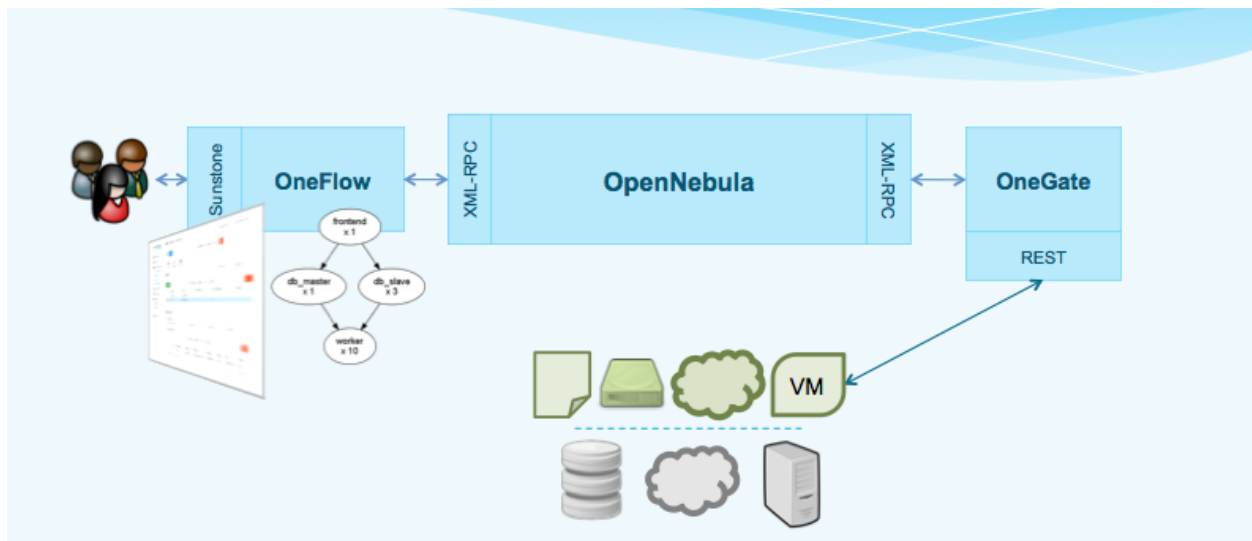 Sunstone
OneFlow
XML-RPC
OpenNebula
XML-RPC
OneGate
REST
frontend
x 1
db_master
x 1
db_slave
x 3
worker
x 10
VM